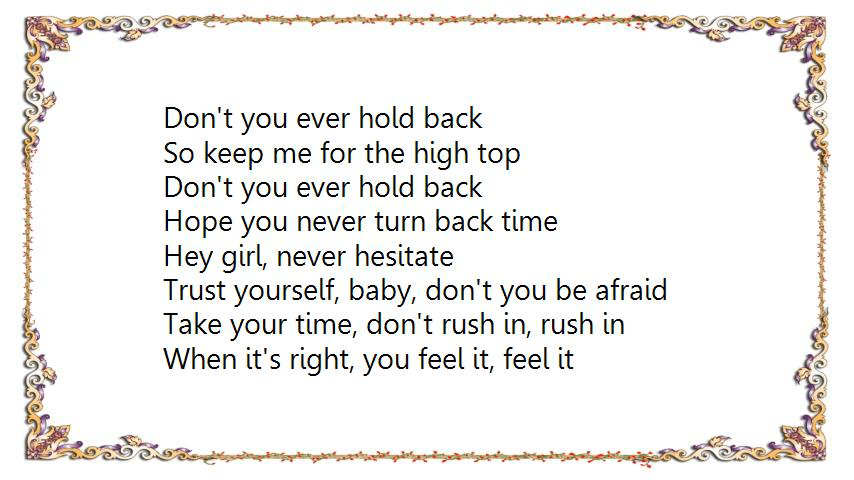 Don't you ever hold back
So keep me for the high top
Don't you ever hold back
Hope you never turn back time
Hey girl, never hesitate
Trust yourself, baby, don't you be afraid
Take your time, don't rush in, rush in
When it's right, you feel it, feel it